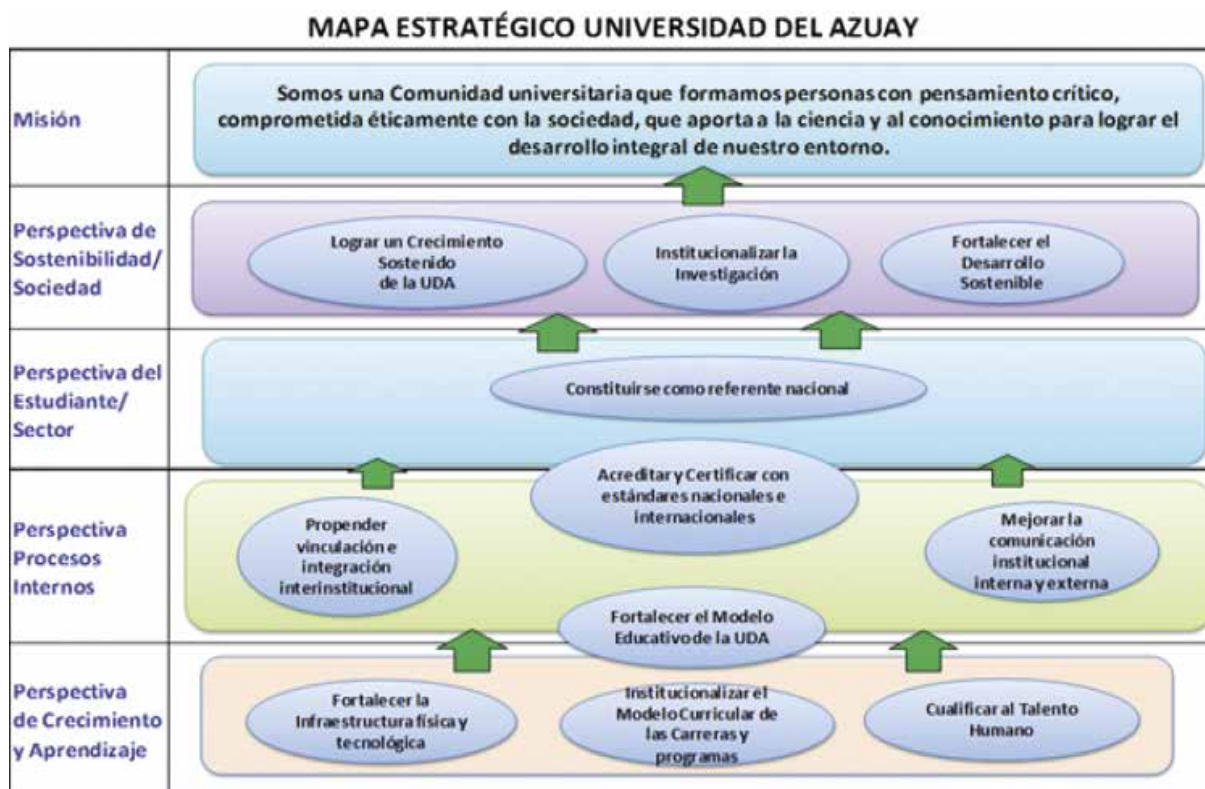 MAPA ESTRATÉGICO UNIVERSIDAD DEL AZUAY
Misión
Somos una Comunidad universitaria que formamos personas con pensamiento crítico,
comprometida éticamente con la sociedad, que aporta a la ciencia y al conocimiento para lograr el
desarrollo integral de nuestro entorno.
Perspectiva de
Sostenibilidad/
Sociedad
Lograr un Crecimiento
Sostenido
de la UDA
Institucionalizar la
Investigación
Fortalecer el
Desarrollo
Sostenible
Perspectiva del
Estudiante/
Sector
Constituirse como referente nacional
Perspectiva
Procesos
Internos
Acreditar y Certificar con
estándares nacionales e
internacionales
Propender
vinculación e
integración
interinstitucional
Mejorar la
comunicación
institucional
interna y externa
Fortalecer el Modelo
Educativo de la UDA
Perspectiva
de Crecimiento
y Aprendizaje
Fortalecer la
Infraestructura física y
tecnológica
Institucionalizar el
Modelo Curricular de
las Carreras y
programas
Cualificar al Talento
Humano